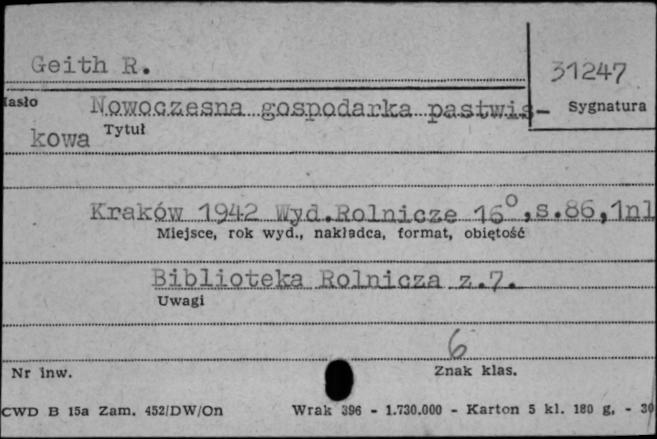 Geith R.
31247
Hasło
Nowoczesna gospodarka pastwis-
Sygnatura
Tytuł
kowa
Kraków 1942 Wyd.Rolnicze 16°,s.86,1nl
Miejsce, rok wyd., nakładca, format, objętość
Biblioteka Rolnicza z.7.
Uwagi
6
Nr inw.
Znak klas.
CWD B 15a Zam. 452/DW/On Wrak 396 - 1.730.000 - Karton 5 kl. 180 g. - 30